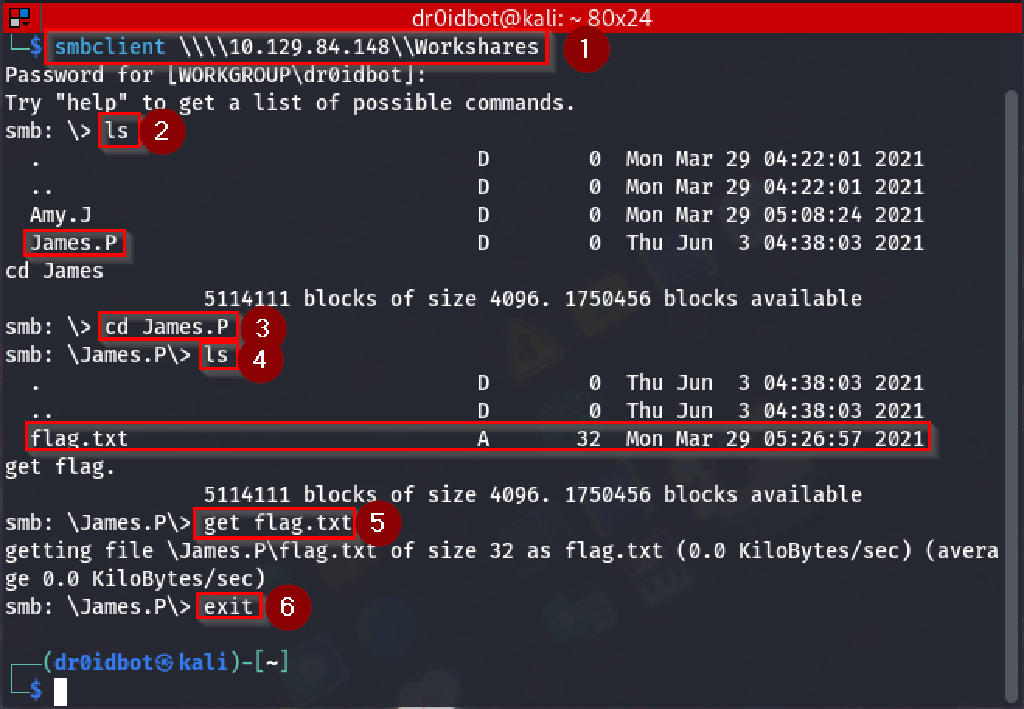 dr0idbot@kali: ~ 80x24
└─$ smbclient \\\\10.129.84.148\\Workshares 1
Password for [WORKGROUP\dr0idbot]:
Try "help" to get a list of possible commands.
smb: \> ls 2
. D 0 Mon Mar 29 04:22:01 2021
.. D 0 Mon Mar 29 04:22:01 2021
Amy.J D 0 Mon Mar 29 05:08:24 2021
James.P D 0 Thu Jun 3 04:38:03 2021
cd James
5114111 blocks of size 4096. 1750456 blocks available
smb: \> cd James.P 3
smb: \James.P\> ls 4
. D 0 Thu Jun 3 04:38:03 2021
.. D 0 Thu Jun 3 04:38:03 2021
flag.txt A 32 Mon Mar 29 05:26:57 2021
get flag.
5114111 blocks of size 4096. 1750456 blocks available
smb: \James.P\> get flag.txt 5
getting file \James.P\flag.txt of size 32 as flag.txt (0.0 KiloBytes/sec) (avera
ge 0.0 KiloBytes/sec)
smb: \James.P\> exit 6
┌──(dr0idbot㉿kali)-[~]
└─$